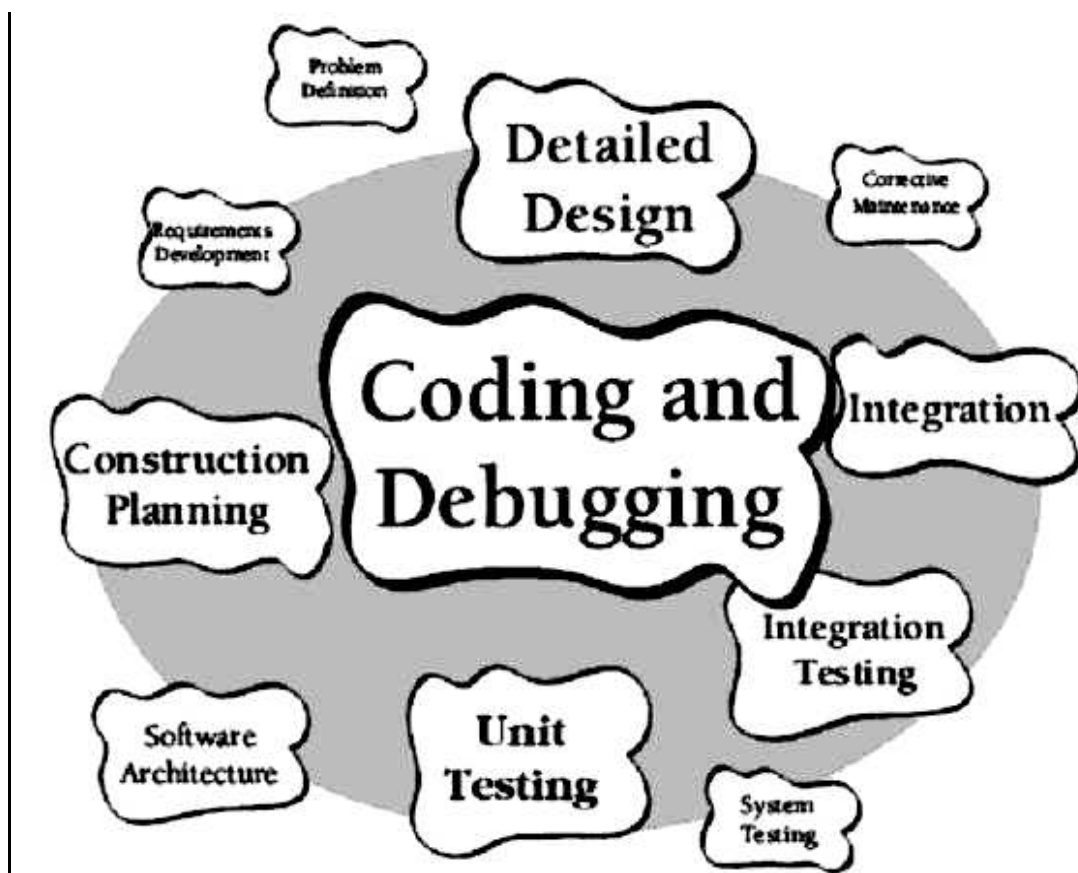 Problem
Definition
Detailed
Design
Corrective
Maintenance
Requirements
Development
Coding and
Debugging
Integration
Construction
Planning
Integration
Testing
Software
Architecture
Unit
Testing
System
Testing